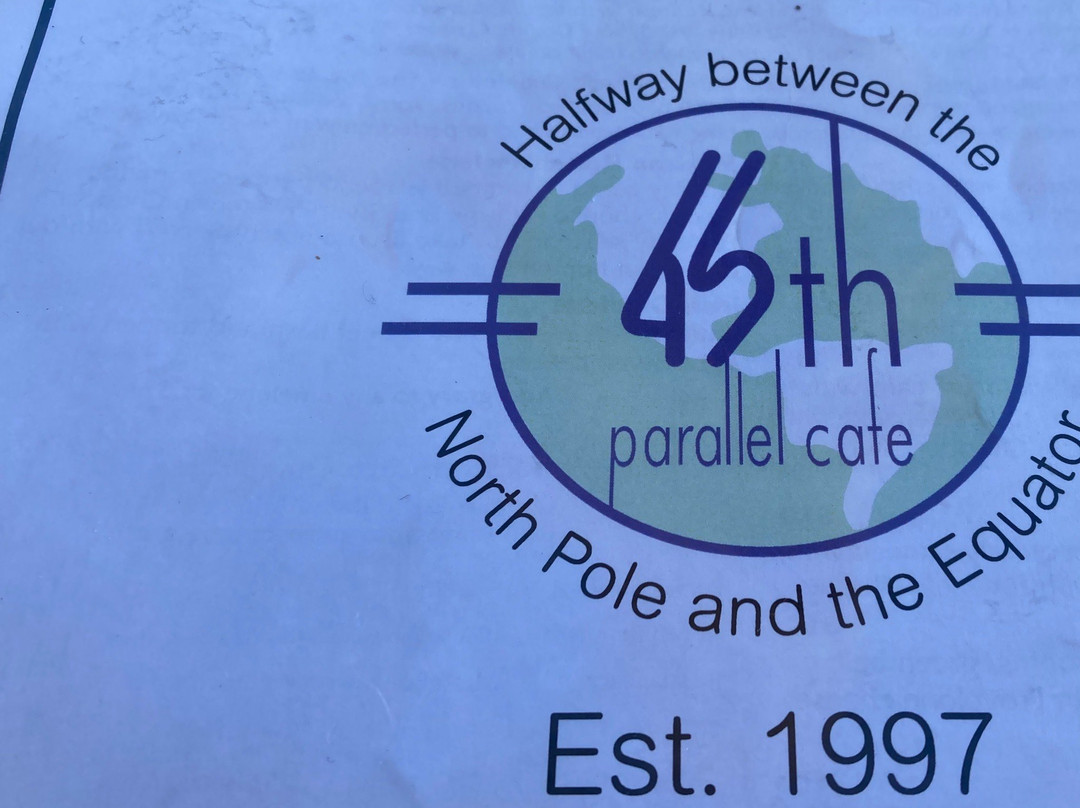 Halfway between the
45th
parallel cafe
North Pole and the Equator
Est. 1997